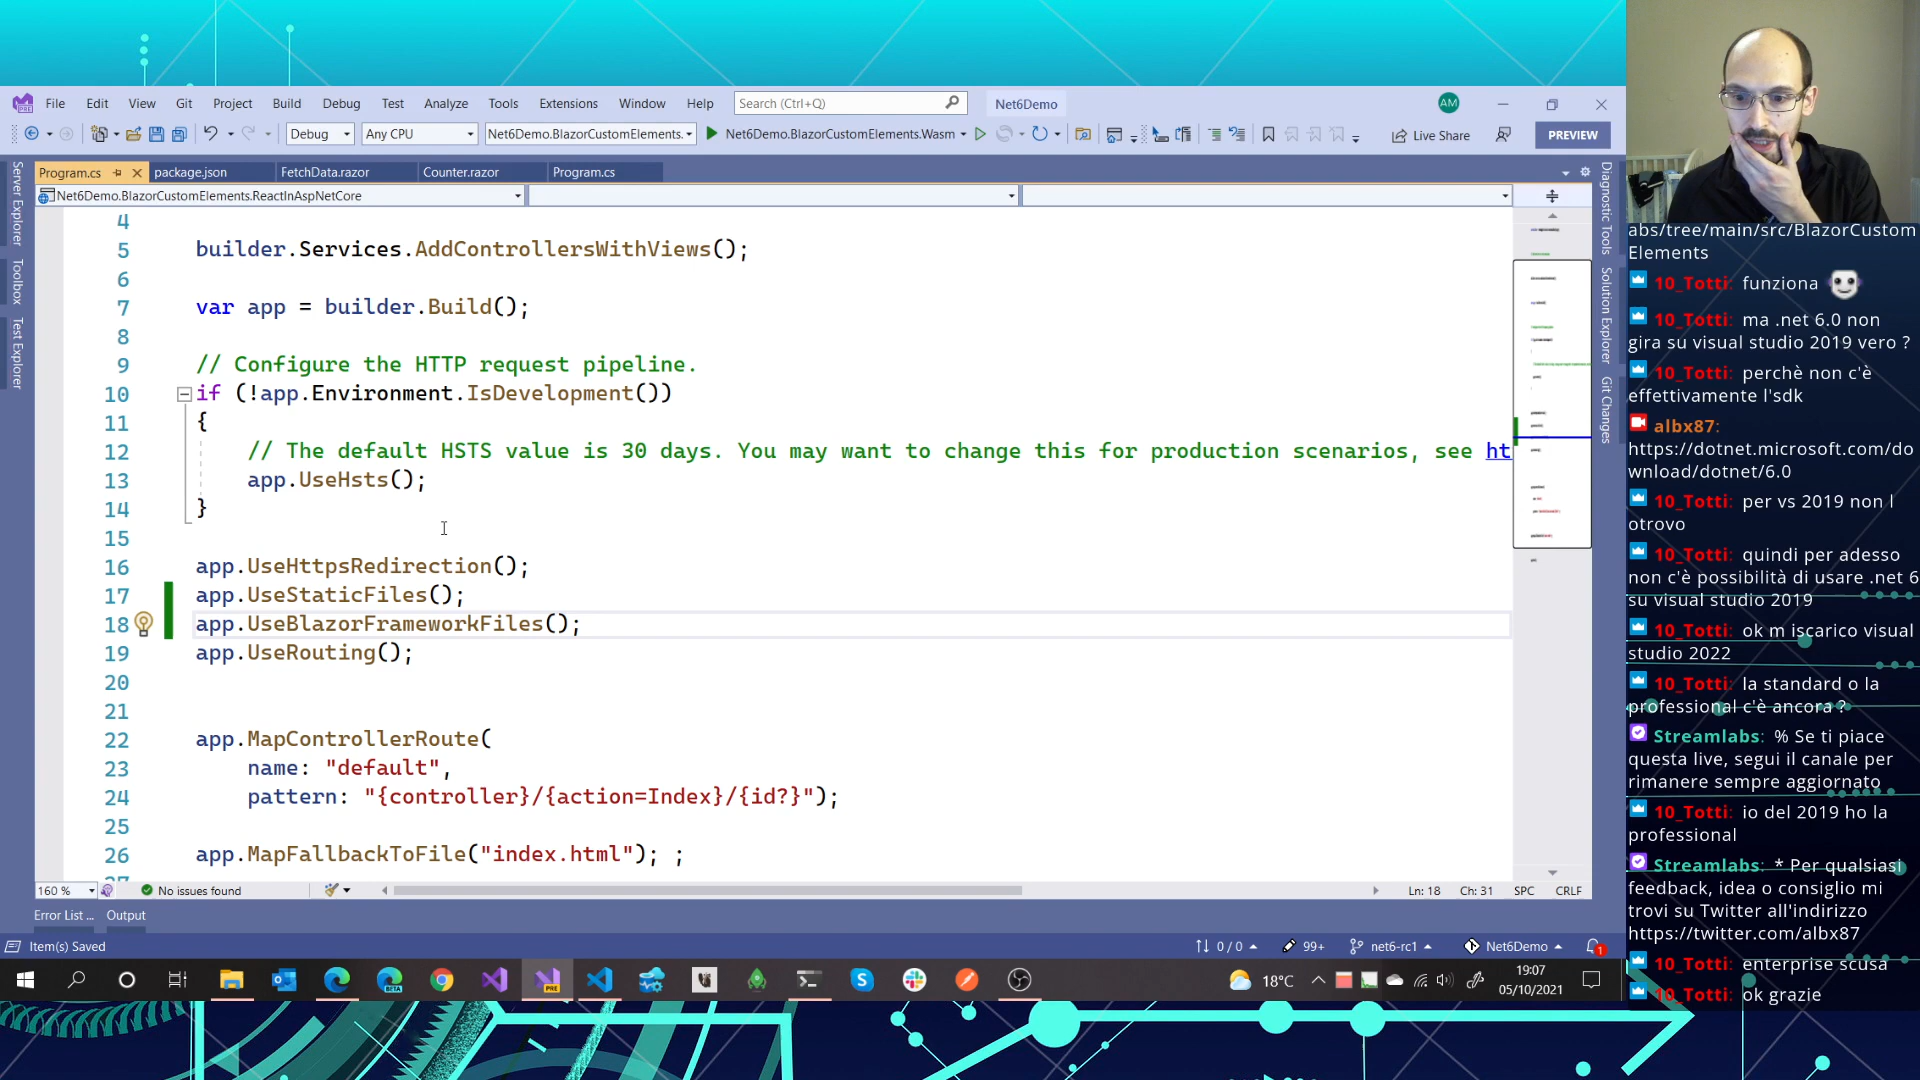 File Edit View Git Project Build Debug Test Analyze Tools Extensions Window Help Search (Ctrl+Q) Net6Demo AM
Debug Any CPU Net6Demo.BlazorCustomElements. Net6Demo.BlazorCustomElements.Wasm Live Share PREVIEW
Program.cs package.json FetchData.razor Counter.razor Program.cs
Net6Demo.BlazorCustomElements.ReactInAspNetCore
Server Explorer
Toolbox
Test Explorer
Diagnostic Tools
Solution Explorer
Git Changes
4
5 builder.Services.AddControllersWithViews();
6
7 var app = builder.Build();
8
9 // Configure the HTTP request pipeline.
10 if (!app.Environment.IsDevelopment())
11 {
12 // The default HSTS value is 30 days. You may want to change this for production scenarios, see ht
13 app.UseHsts();
14 }
15
16 app.UseHttpsRedirection();
17 app.UseStaticFiles();
18 app.UseBlazorFrameworkFiles();
19 app.UseRouting();
20
21
22 app.MapControllerRoute(
23 name: "default",
24 pattern: "{controller}/{action=Index}/{id?}");
25
26 app.MapFallbackToFile("index.html"); ;
160 % No issues found Ln: 18 Ch: 31 SPC CRLF
Error List ... Output
Item(s) Saved 0 / 0 99+ net6-rc1 Net6Demo 1
18°C 19:07
05/10/2021
abs/tree/main/src/BlazorCustom
Elements
10_Totti: funziona
10_Totti: ma .net 6.0 non
gira su visual studio 2019 vero ?
10_Totti: perchè non c'è
effettivamente l'sdk
albx87:
https://dotnet.microsoft.com/do
wnload/dotnet/6.0
10_Totti: per vs 2019 non l
otrovo
10_Totti: quindi per adesso
non c'è possibilità di usare .net 6
su visual studio 2019
10_Totti: ok m iscarico visual
studio 2022
10_Totti: la standard o la
professional c'è ancora ?
Streamlabs: % Se ti piace
questa live, segui il canale per
rimanere sempre aggiornato
10_Totti: io del 2019 ho la
professional
Streamlabs: * Per qualsiasi
feedback, idea o consiglio mi
trovi su Twitter all'indirizzo
https://twitter.com/albx87
10_Totti: enterprise scusa
10_Totti: ok grazie